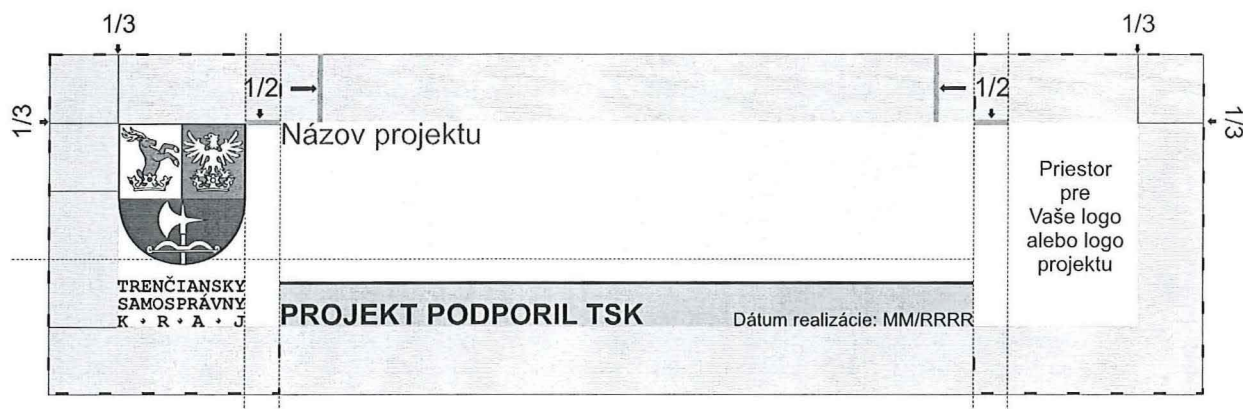 1/3
1/3
1/2
1/2
1/3
1/3
Názov projektu
Priestor
pre
Vaše logo
alebo logo
projektu
TRENČIANSKY
SAMOSPRÁVNY
K · R · A · J
PROJEKT PODPORIL TSK
Dátum realizácie: MM/RRRR